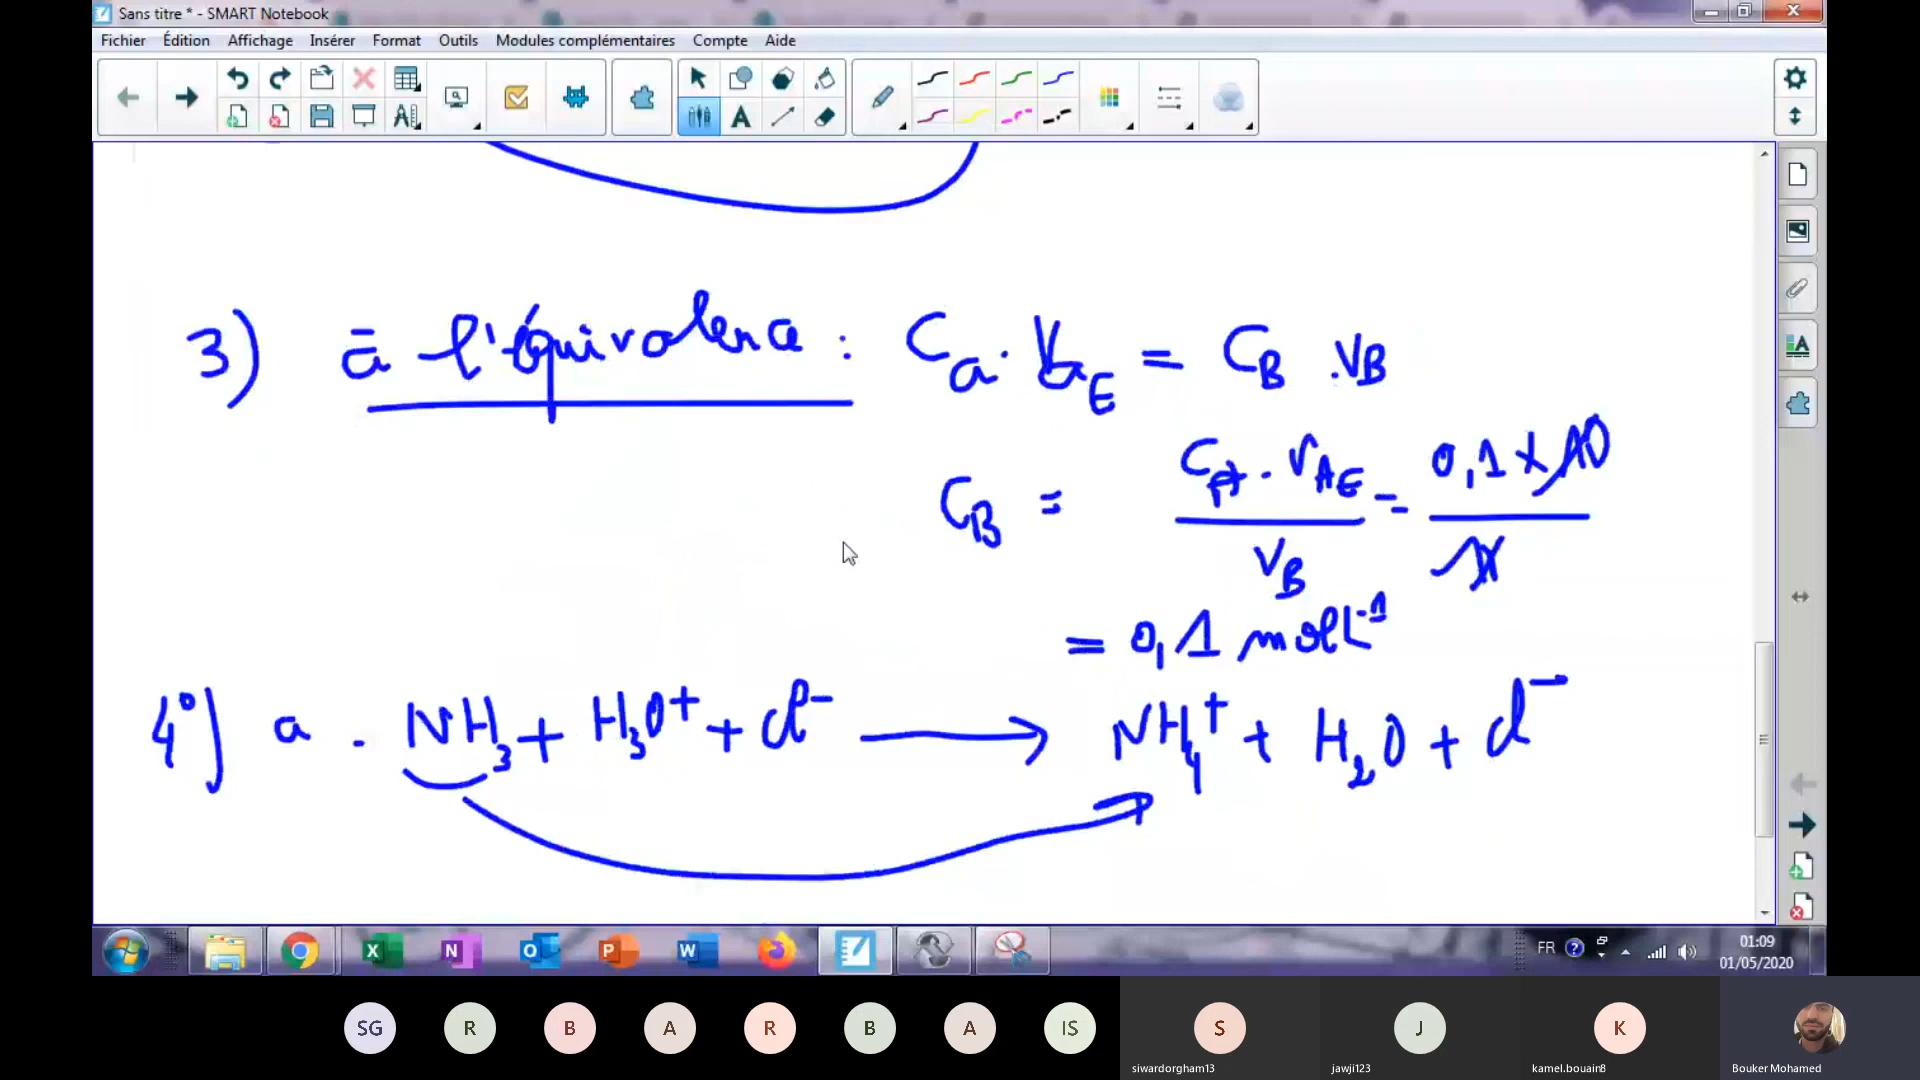 Sans titre * - SMART Notebook
Fichier Édition Affichage Insérer Format Outils Modules complémentaires Compte Aide
3) à l'équivalence : Ca. VaE = CB .VB
CB = CA . VAE / VB = 0,1 x 10 / 10
= 0,1 mol L-1
4°) a . NH3 + H3O+ + Cl- → NH4+ + H2O + Cl-
FR
01:09
01/05/2020
SG R B A R B A IS S J K
siwardorgham13 jawji123 kamel.bouain8 Bouker Mohamed